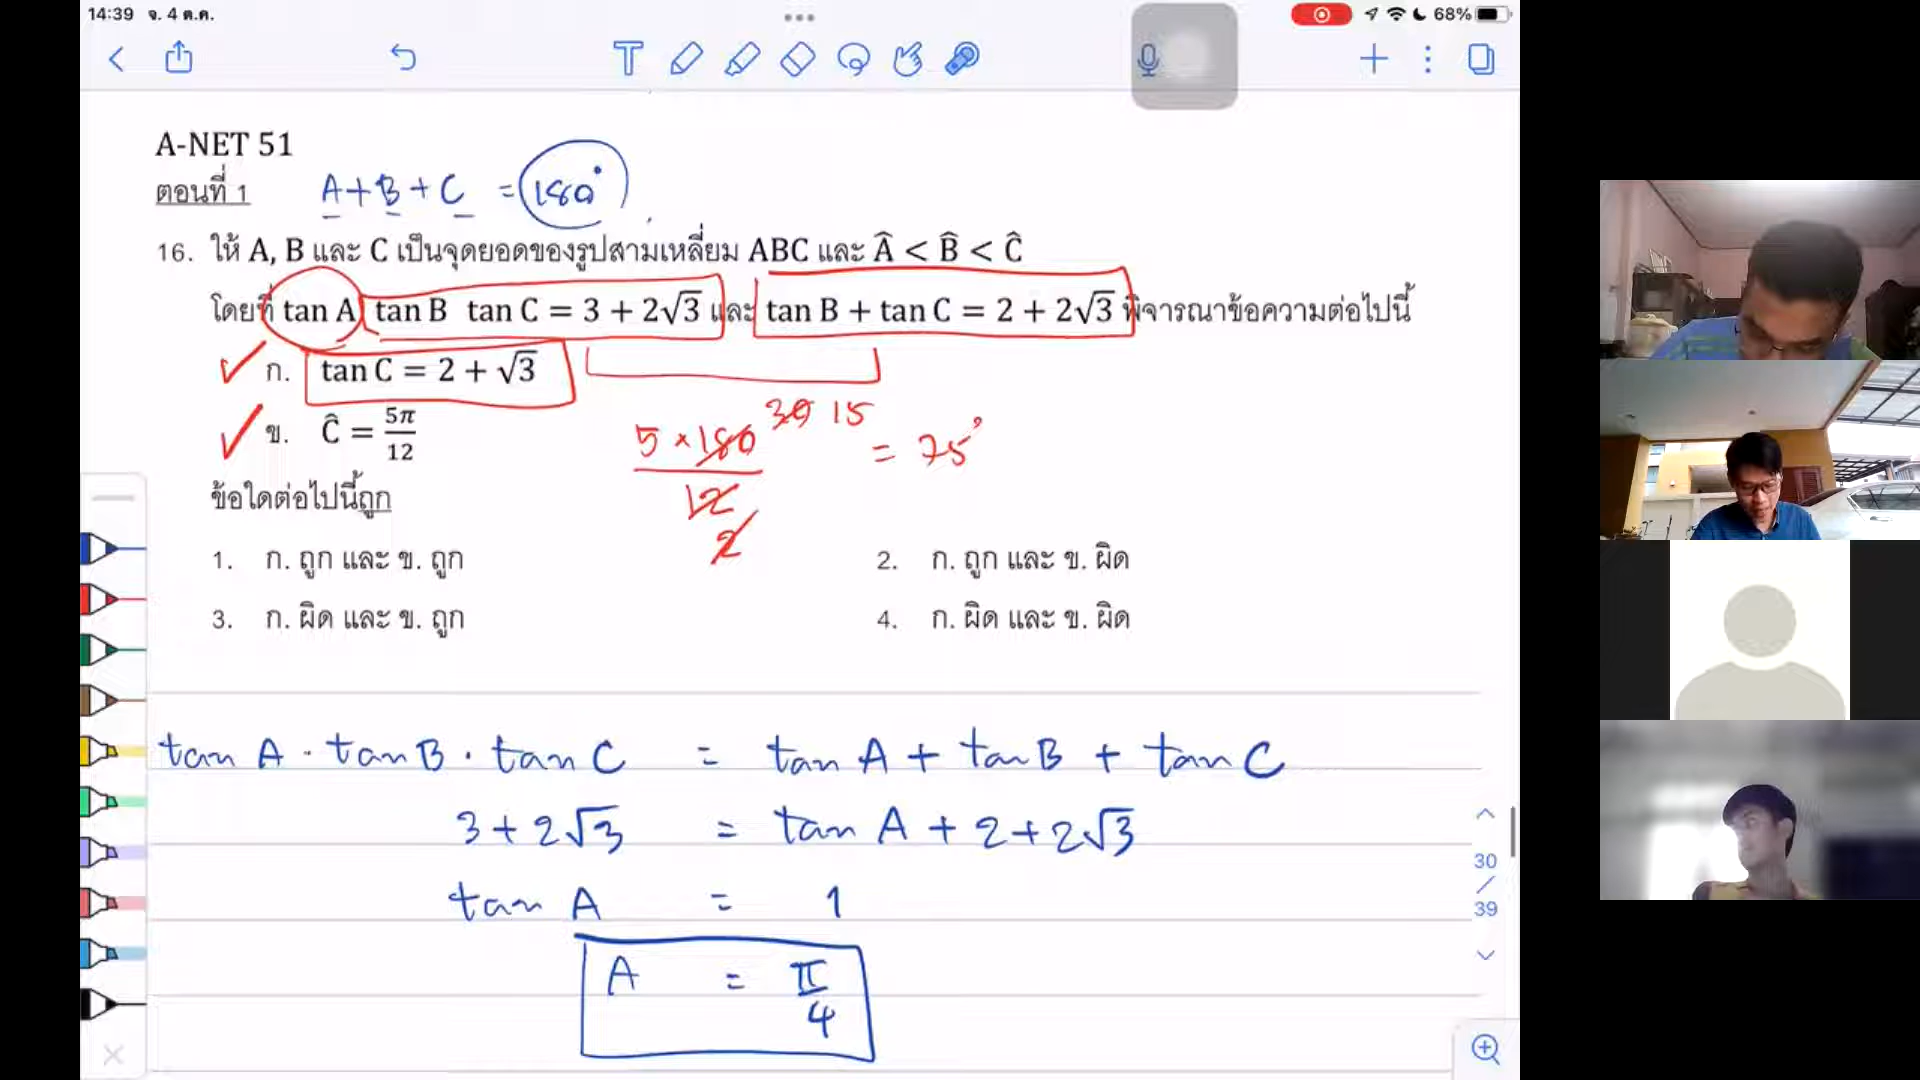 14:39 จ. 4 ต.ค.
68%
A-NET 51
ตอนที่ 1
A + B + C = 180°
16. ให้ A, B และ C เป็นจุดยอดของรูปสามเหลี่ยม ABC และ Â < B̂ < Ĉ
โดยที่ tan A tan B tan C = 3 + 2√3 และ tan B + tan C = 2 + 2√3 พิจารณาข้อความต่อไปนี้
ก. tan C = 2 + √3
ข. Ĉ = 5π/12
5 × 180 30 15
12
2
= 75°
ข้อใดต่อไปนี้ถูก
1. ก. ถูก และ ข. ถูก
2. ก. ถูก และ ข. ผิด
3. ก. ผิด และ ข. ถูก
4. ก. ผิด และ ข. ผิด
tan A · tan B · tan C = tan A + tan B + tan C
3 + 2√3 = tan A + 2 + 2√3
tan A = 1
A = π/4
30
/
39